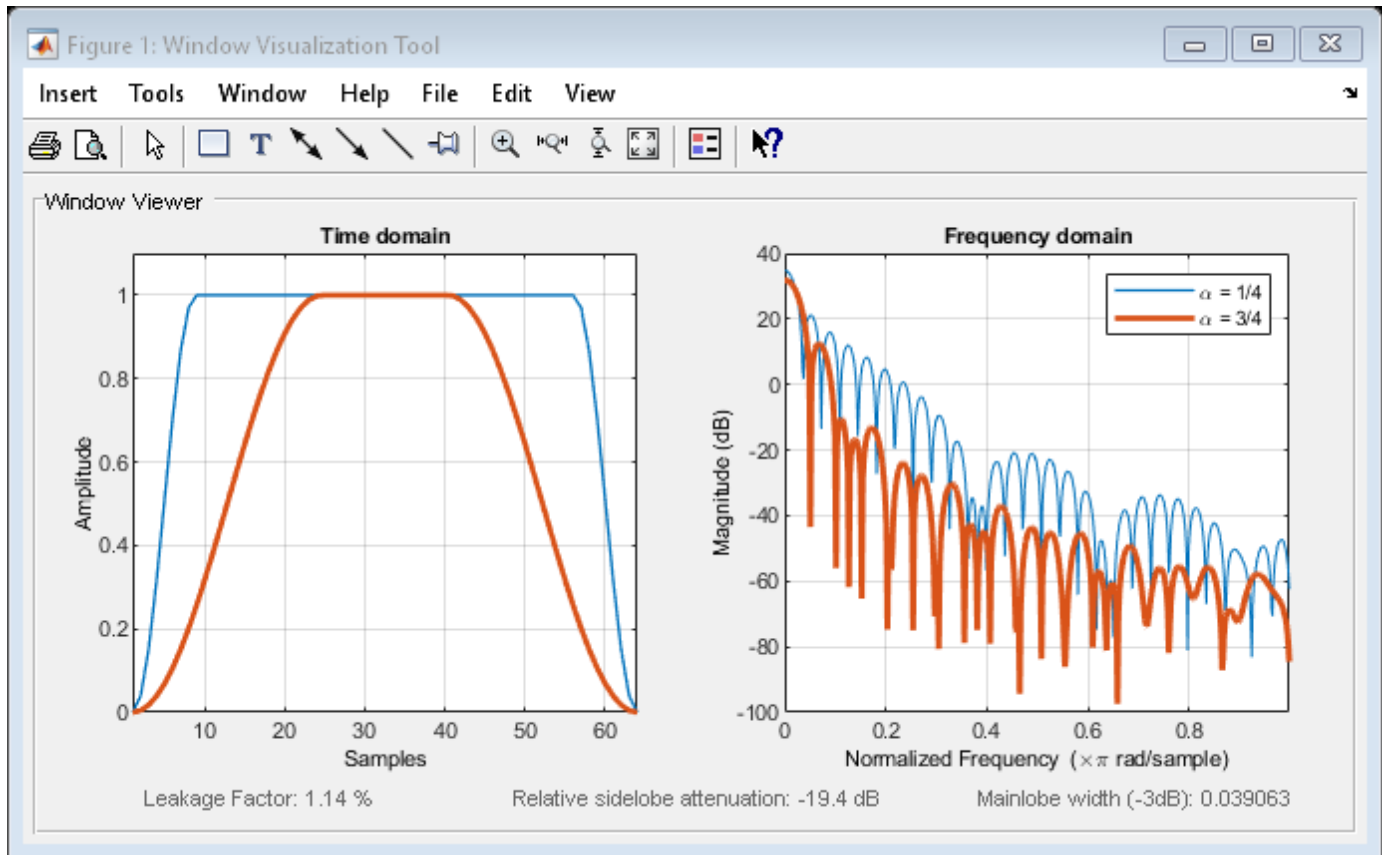 Figure 1: Window Visualization Tool
Insert Tools Window Help File Edit View
T
?
Window Viewer
Time domain
Amplitude
1
0.8
0.6
0.4
0.2
0
10 20 30 40 50 60
Samples
Frequency domain
Magnitude (dB)
40
20
0
-20
-40
-60
-80
-100
0 0.2 0.4 0.6 0.8
Normalized Frequency (×π rad/sample)
α = 1/4
α = 3/4
Leakage Factor: 1.14 %
Relative sidelobe attenuation: -19.4 dB
Mainlobe width (-3dB): 0.039063